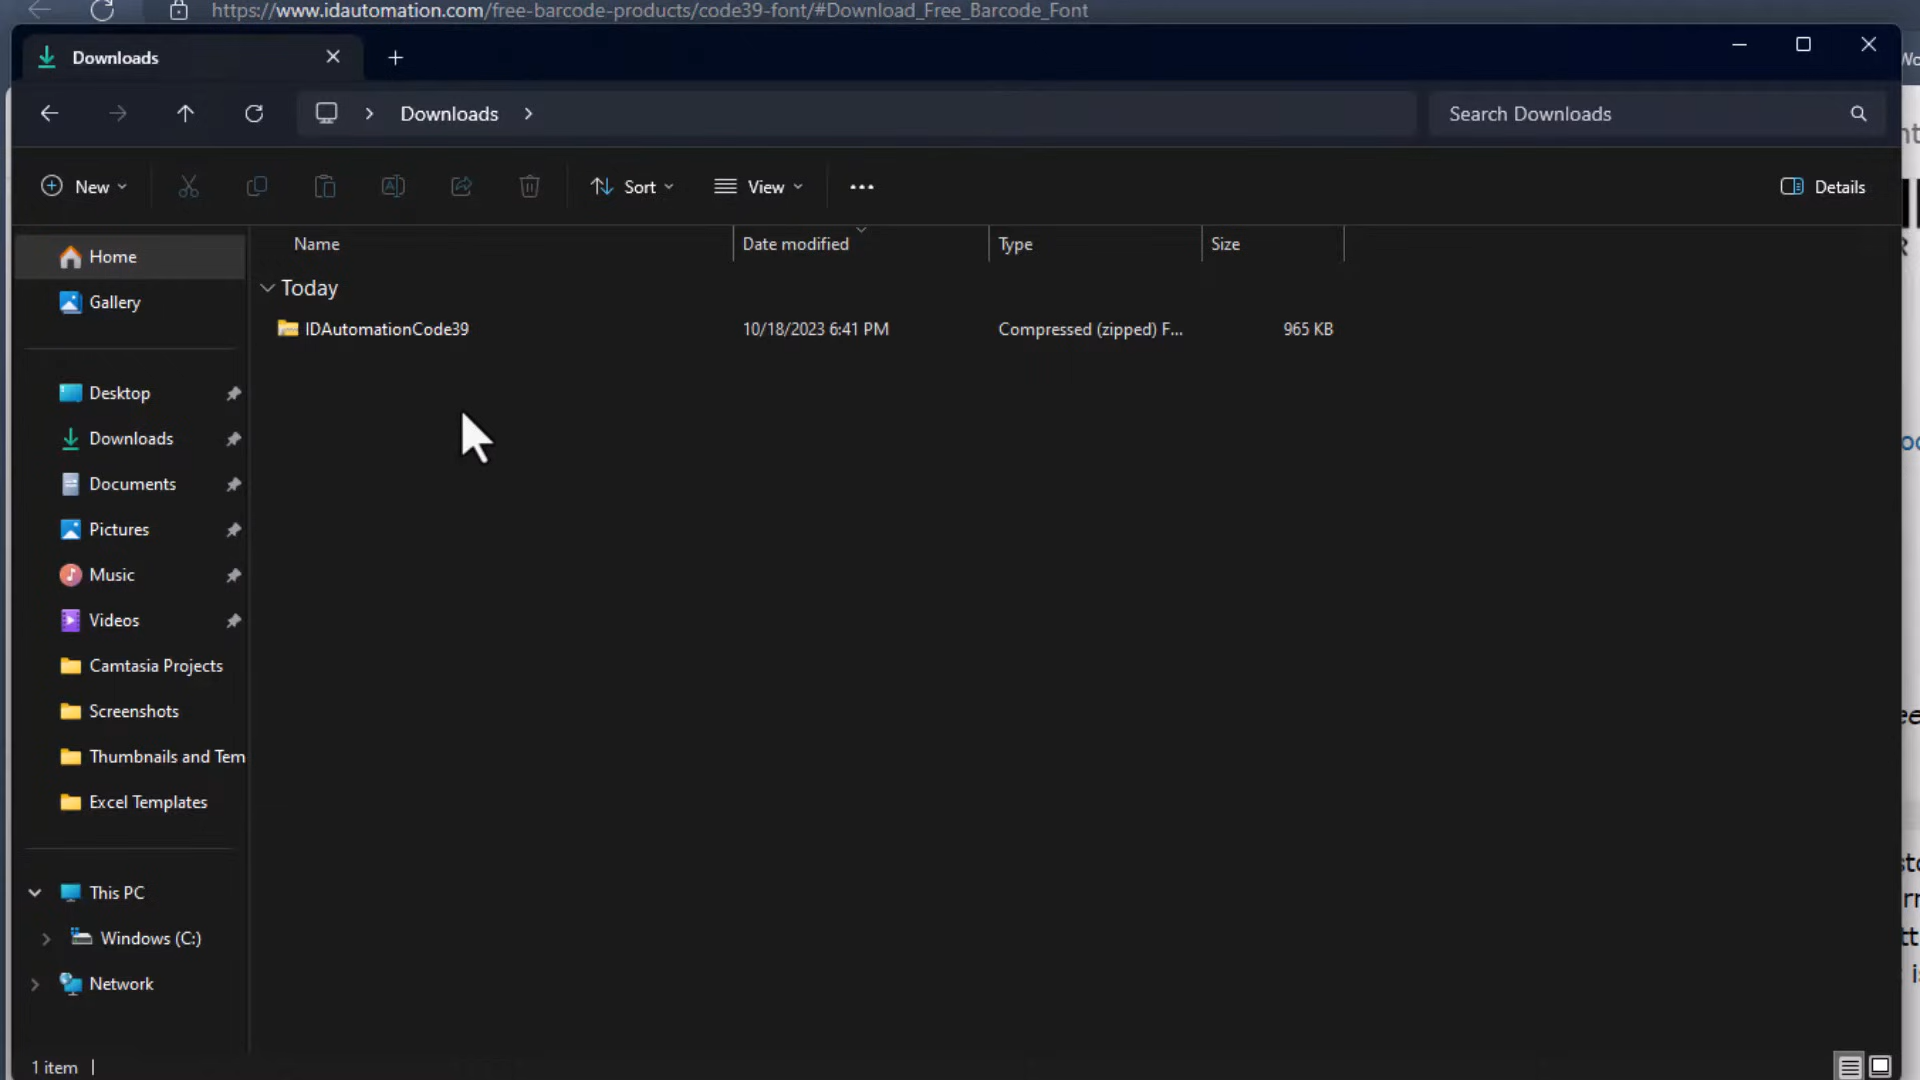 https://www.idautomation.com/free-barcode-products/code39-font/#Download_Free_Barcode_Font
Downloads
Downloads
Search Downloads
New
Sort
View
Details
Name
Date modified
Type
Size
Home
Gallery
Desktop
Downloads
Documents
Pictures
Music
Videos
Camtasia Projects
Screenshots
Thumbnails and Tem
Excel Templates
This PC
Windows (C:)
Network
Today
IDAutomationCode39 10/18/2023 6:41 PM Compressed (zipped) F... 965 KB
1 item